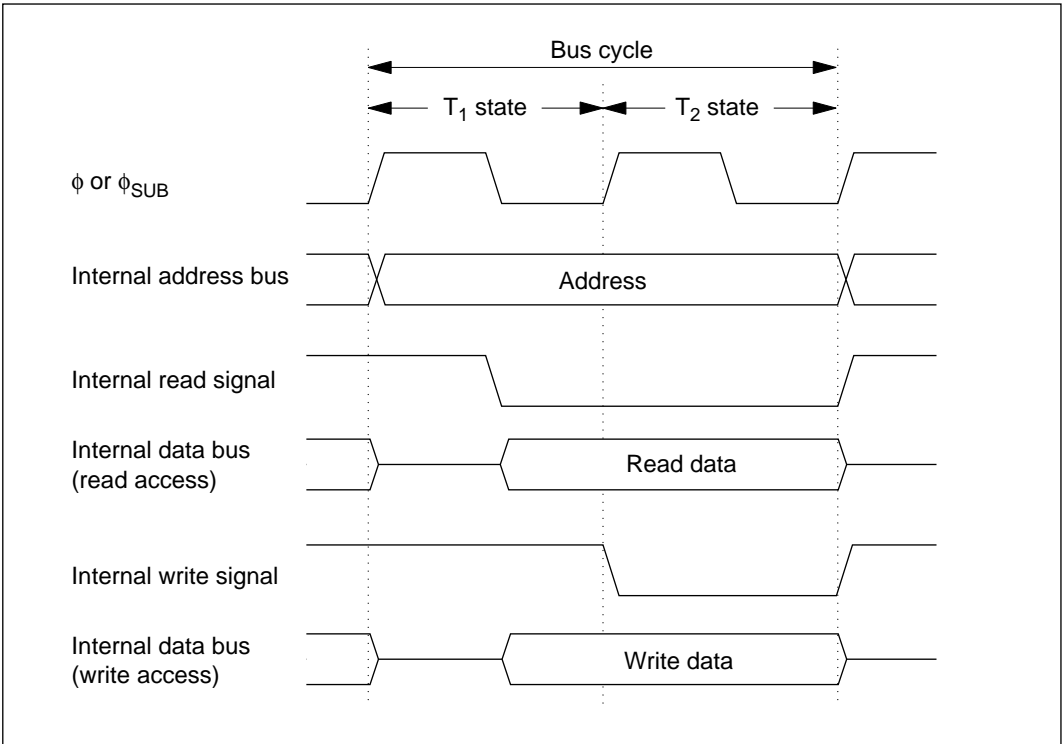 Bus cycle
T₁ state
T₂ state
ϕ or ϕSUB
Internal address bus
Address
Internal read signal
Internal data bus
(read access)
Read data
Internal write signal
Internal data bus
(write access)
Write data